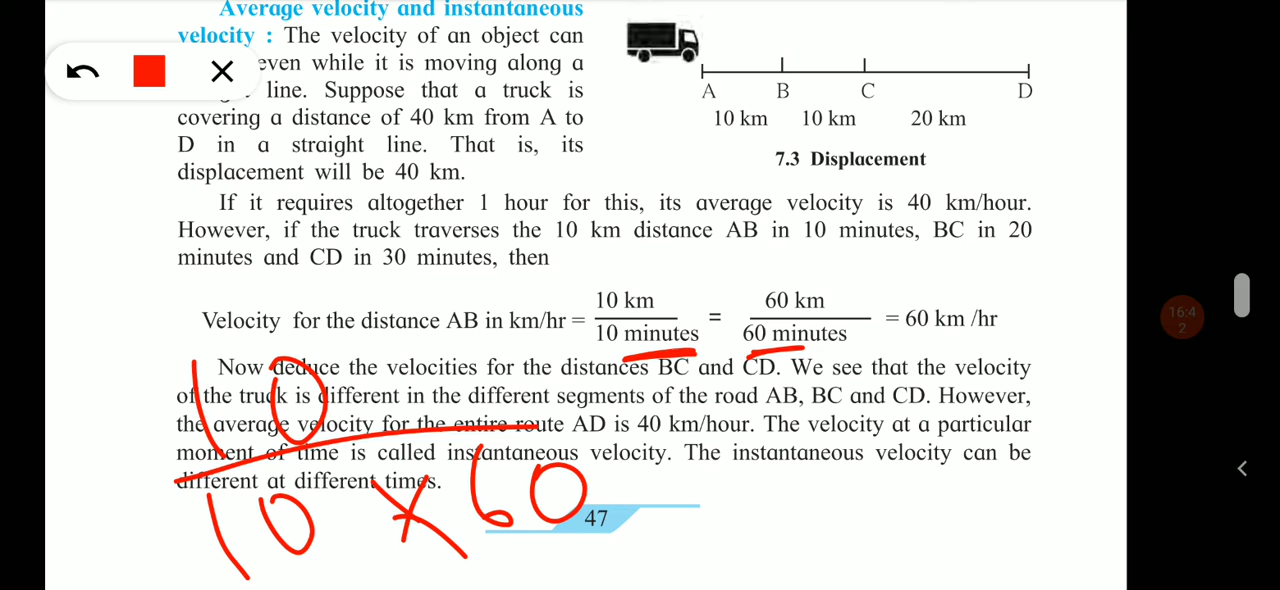 Average velocity and instantaneous
velocity : The velocity of an object can
even while it is moving along a
line. Suppose that a truck is
covering a distance of 40 km from A to
D in a straight line. That is, its
displacement will be 40 km.
A B C D
10 km 10 km 20 km
7.3 Displacement
If it requires altogether 1 hour for this, its average velocity is 40 km/hour.
However, if the truck traverses the 10 km distance AB in 10 minutes, BC in 20
minutes and CD in 30 minutes, then
Velocity for the distance AB in km/hr = 10 km / 10 minutes = 60 km / 60 minutes = 60 km /hr
Now deduce the velocities for the distances BC and CD. We see that the velocity
of the truck is different in the different segments of the road AB, BC and CD. However,
the average velocity for the entire route AD is 40 km/hour. The velocity at a particular
moment of time is called instantaneous velocity. The instantaneous velocity can be
different at different times.
10
10 × 60
47
16:4
2